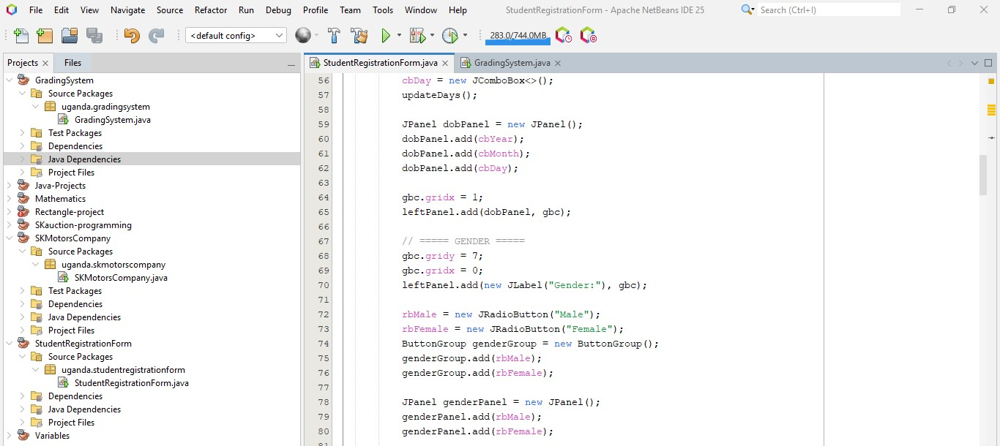 File Edit View Navigate Source Refactor Run Debug Profile Team Tools Window Help StudentRegistrationForm - Apache NetBeans IDE 25 Search (Ctrl+I)
<default config> 283.0/744.0MB
Projects Files
StudentRegistrationForm.java GradingSystem.java
GradingSystem
Source Packages
uganda.gradingsystem
GradingSystem.java
Test Packages
Dependencies
Java Dependencies
Project Files
Java-Projects
Mathematics
Rectangle-project
SKauction-programming
SKMotorsCompany
Source Packages
uganda.skmotorscompany
SKMotorsCompany.java
Test Packages
Dependencies
Java Dependencies
Project Files
StudentRegistrationForm
Source Packages
uganda.studentregistrationform
StudentRegistrationForm.java
Dependencies
Java Dependencies
Project Files
Variables
56 cbDay = new JComboBox<>();
57 updateDays();
58
59 JPanel dobPanel = new JPanel();
60 dobPanel.add(cbYear);
61 dobPanel.add(cbMonth);
62 dobPanel.add(cbDay);
63
64 gbc.gridx = 1;
65 leftPanel.add(dobPanel, gbc);
66
67 // ===== GENDER =====
68 gbc.gridy = 7;
69 gbc.gridx = 0;
70 leftPanel.add(new JLabel("Gender:"), gbc);
71
72 rbMale = new JRadioButton("Male");
73 rbFemale = new JRadioButton("Female");
74 ButtonGroup genderGroup = new ButtonGroup();
75 genderGroup.add(rbMale);
76 genderGroup.add(rbFemale);
77
78 JPanel genderPanel = new JPanel();
79 genderPanel.add(rbMale);
80 genderPanel.add(rbFemale);
81